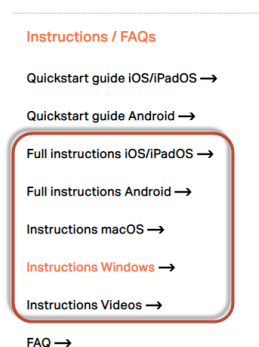 Instructions / FAQs
Quickstart guide iOS/iPadOS →
Quickstart guide Android →
Full instructions iOS/iPadOS →
Full instructions Android →
Instructions macOS →
Instructions Windows →
Instructions Videos →
FAQ →